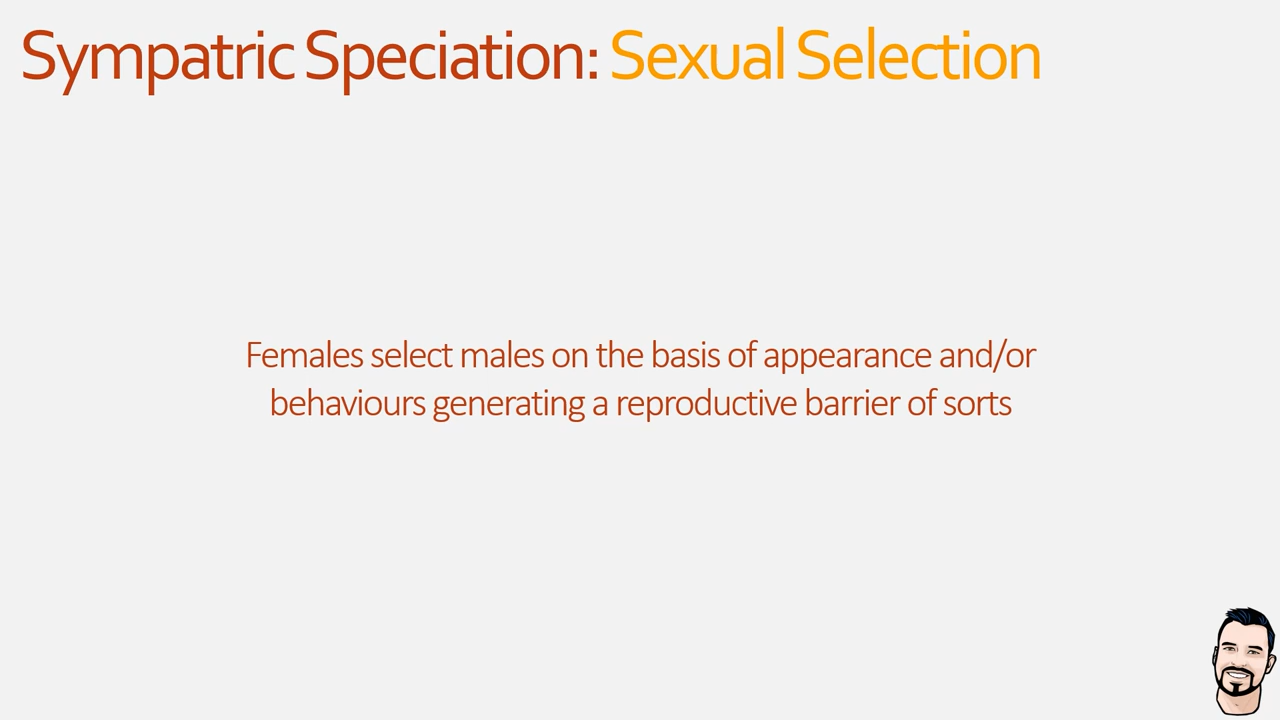 Sympatric Speciation: Sexual Selection
Females select males on the basis of appearance and/or
behaviours generating a reproductive barrier of sorts